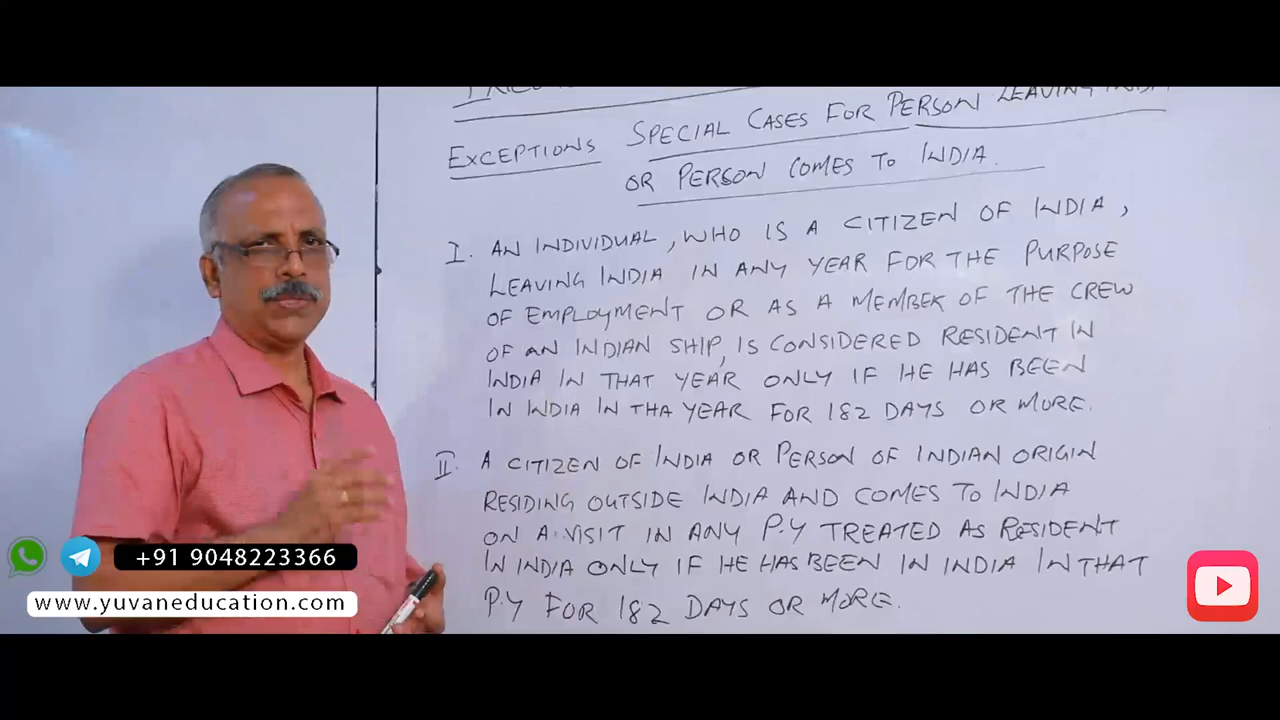 EXCEPTIONS SPECIAL CASES FOR PERSON LEAVING INDIA
OR PERSON COMES TO INDIA.
I. AN INDIVIDUAL, WHO IS A CITIZEN OF INDIA,
LEAVING INDIA IN ANY YEAR FOR THE PURPOSE
OF EMPLOYMENT OR AS A MEMBER OF THE CREW
OF AN INDIAN SHIP, IS CONSIDERED RESIDENT IN
INDIA IN THAT YEAR ONLY IF HE HAS BEEN
IN INDIA IN THA YEAR FOR 182 DAYS OR MORE.
II. A CITIZEN OF INDIA OR PERSON OF INDIAN ORIGIN
RESIDING OUTSIDE INDIA AND COMES TO INDIA
ON A VISIT IN ANY P.Y TREATED AS RESIDENT
IN INDIA ONLY IF HE HAS BEEN IN INDIA IN THAT
P.Y FOR 182 DAYS OR MORE.
+91 9048223366
www.yuvaneducation.com